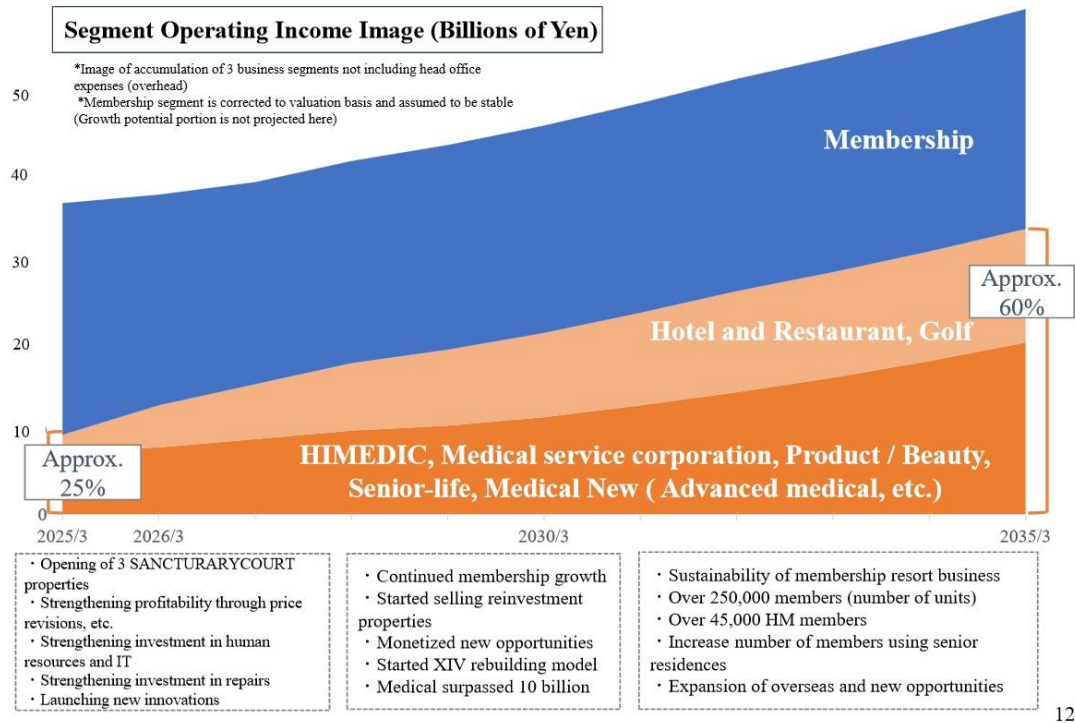 Segment Operating Income Image (Billions of Yen)
*Image of accumulation of 3 business segments not including head office
expenses (overhead)
*Membership segment is corrected to valuation basis and assumed to be stable
(Growth potential portion is not projected here)
50
40
30
20
10
0
Membership
Hotel and Restaurant, Golf
HIMEDIC, Medical service corporation, Product / Beauty,
Senior-life, Medical New ( Advanced medical, etc.)
Approx.
25%
Approx.
60%
2025/3
2026/3
2030/3
2035/3
・Opening of 3 SANCTURARYCOURT
properties
・Strengthening profitability through price
revisions, etc.
・Strengthening investment in human
resources and IT
・Strengthening investment in repairs
・Launching new innovations
・Continued membership growth
・Started selling reinvestment
properties
・Monetized new opportunities
・Started XIV rebuilding model
・Medical surpassed 10 billion
・Sustainability of membership resort business
・Over 250,000 members (number of units)
・Over 45,000 HM members
・Increase number of members using senior
residences
・Expansion of overseas and new opportunities
12